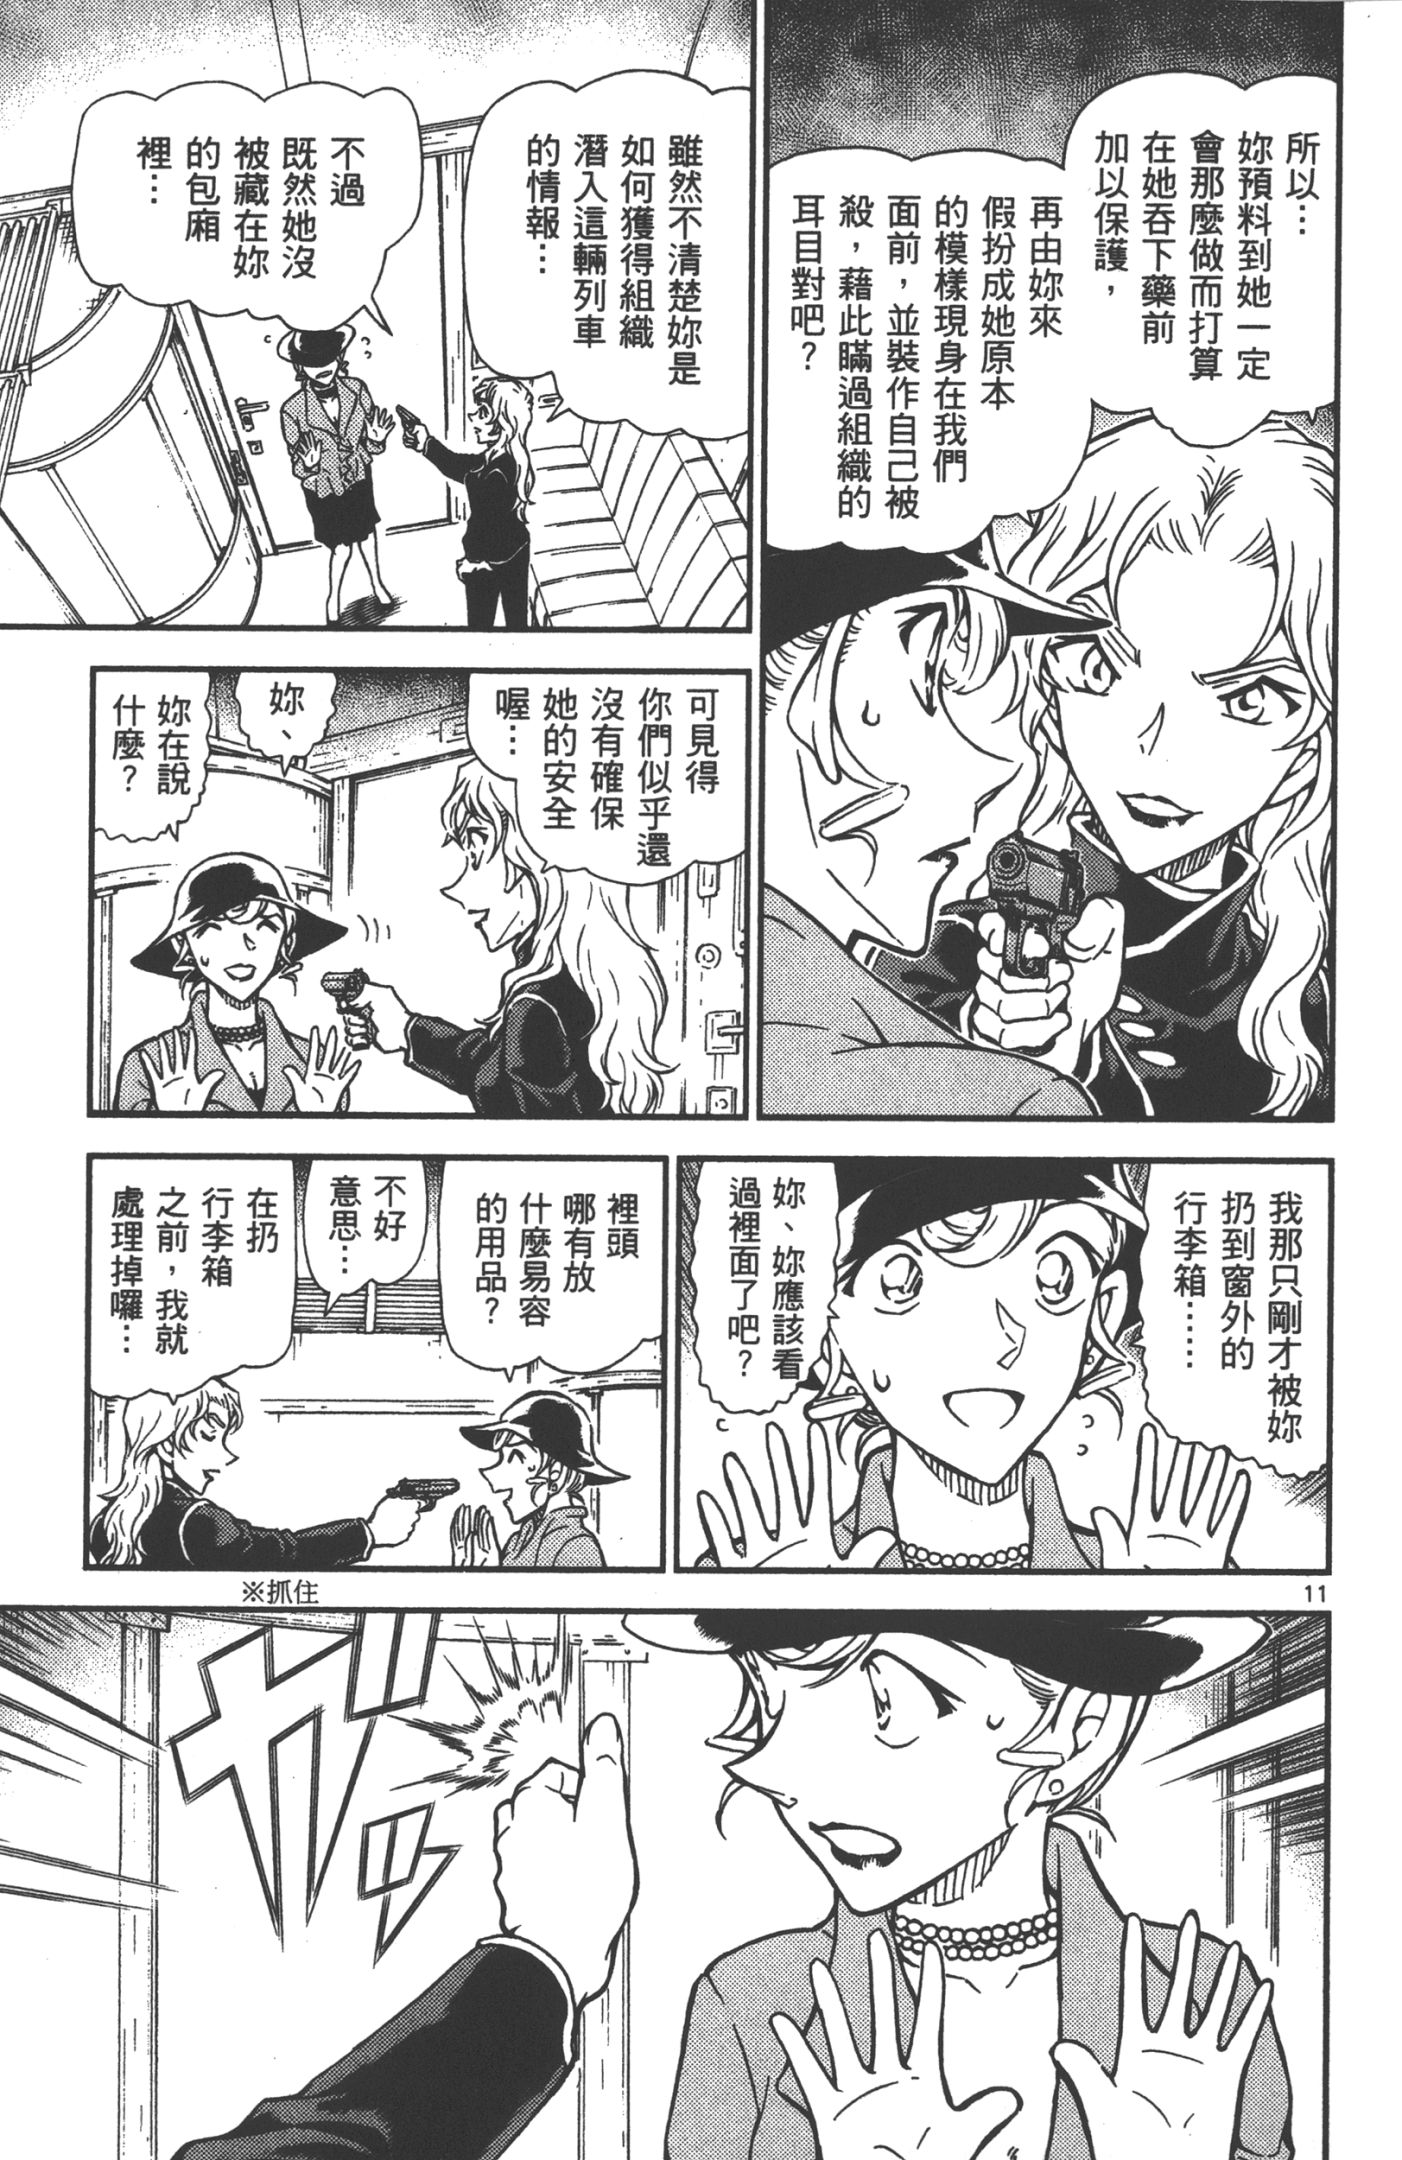 所以…
妳預料到她一定
會那麼做而打算
在她吞下藥前
加以保護，
再由妳來
假扮成她原本
的模樣現身在我們
面前，並裝作自己被
殺，藉此瞞過組織的
耳目對吧？
雖然不清楚妳是
如何獲得組織
潛入這輛列車
的情報…
不過
既然她沒
被藏在妳
的包廂
裡…
可見得
你們似乎還
沒有確保
她的安全
喔…
妳、
妳在說
什麼？
我那只剛才被妳
扔到窗外的
行李箱……
妳、妳應該看
過裡面了吧？
裡頭
哪有放
什麼易容
的用品？
不好
意思…
在扔
行李箱
之前，我就
處理掉囉…
※抓住
11
ガッ